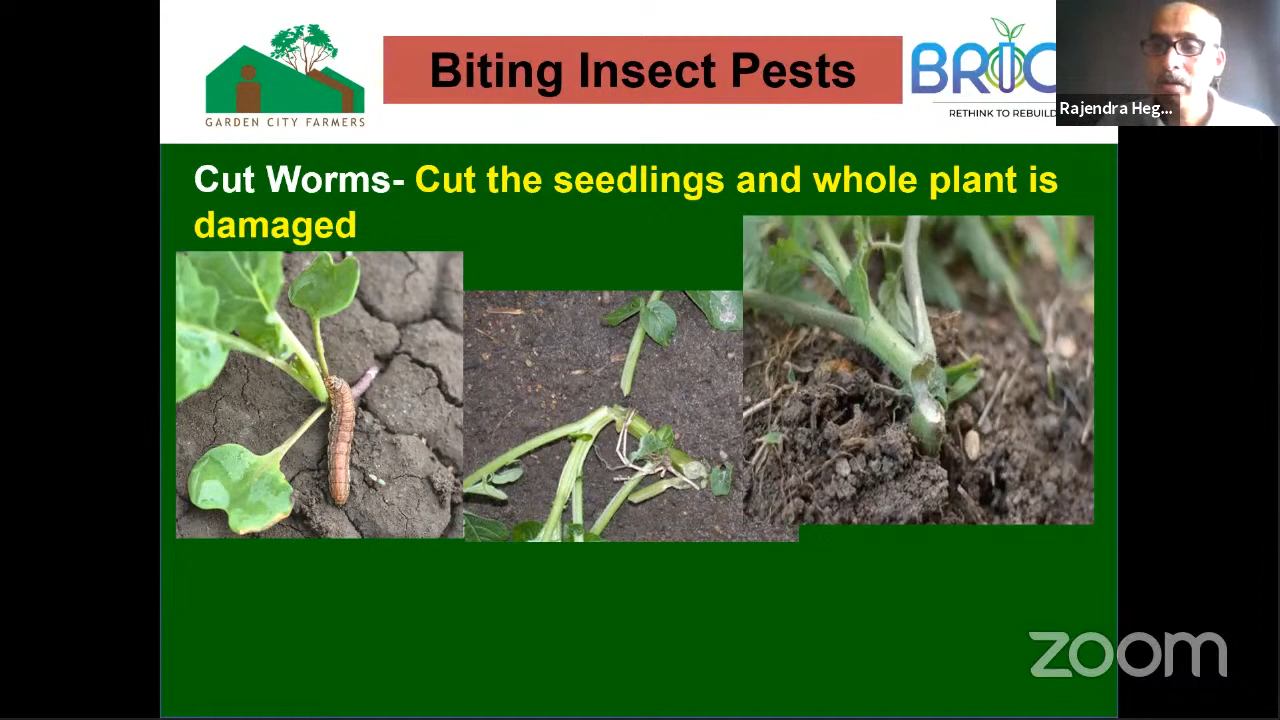 GARDEN CITY FARMERS
Biting Insect Pests
RETHINK TO REBUILD
Rajendra Heg...
Cut Worms- Cut the seedlings and whole plant is
damaged
zoom